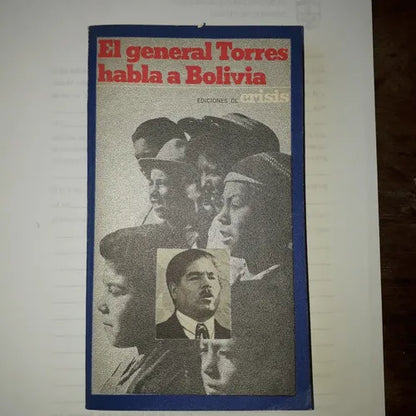 El general Torres
habla a Bolivia
EDICIONES DE crisis